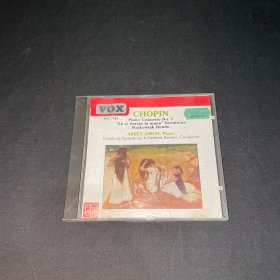 VOX
CHOPIN
Piano Concerto No. 1
"Là ci darem la mano" Variations
Krakowiak Rondo
ABBEY SIMON, Piano
Hamburg Symphony • Heribert Beissel, Conductor